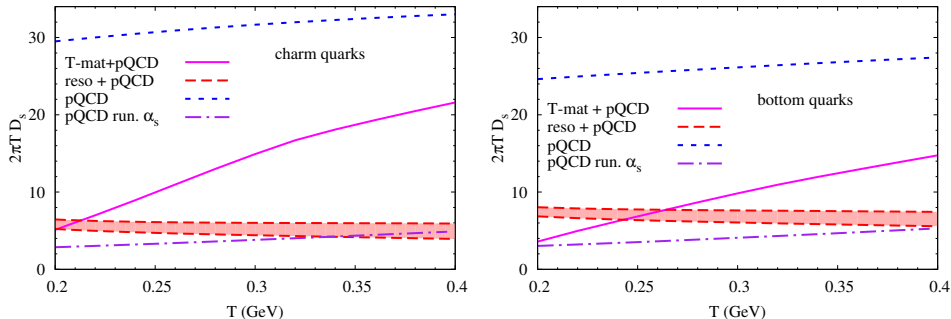 30
20
10
0
2πT D_s
charm quarks
T-mat+pQCD
reso + pQCD
pQCD
pQCD run. α_s
0.2 0.25 0.3 0.35 0.4
T (GeV)
30
20
10
0
2πT D_s
bottom quarks
T-mat + pQCD
reso + pQCD
pQCD
pQCD run. α_s
0.2 0.25 0.3 0.35 0.4
T (GeV)